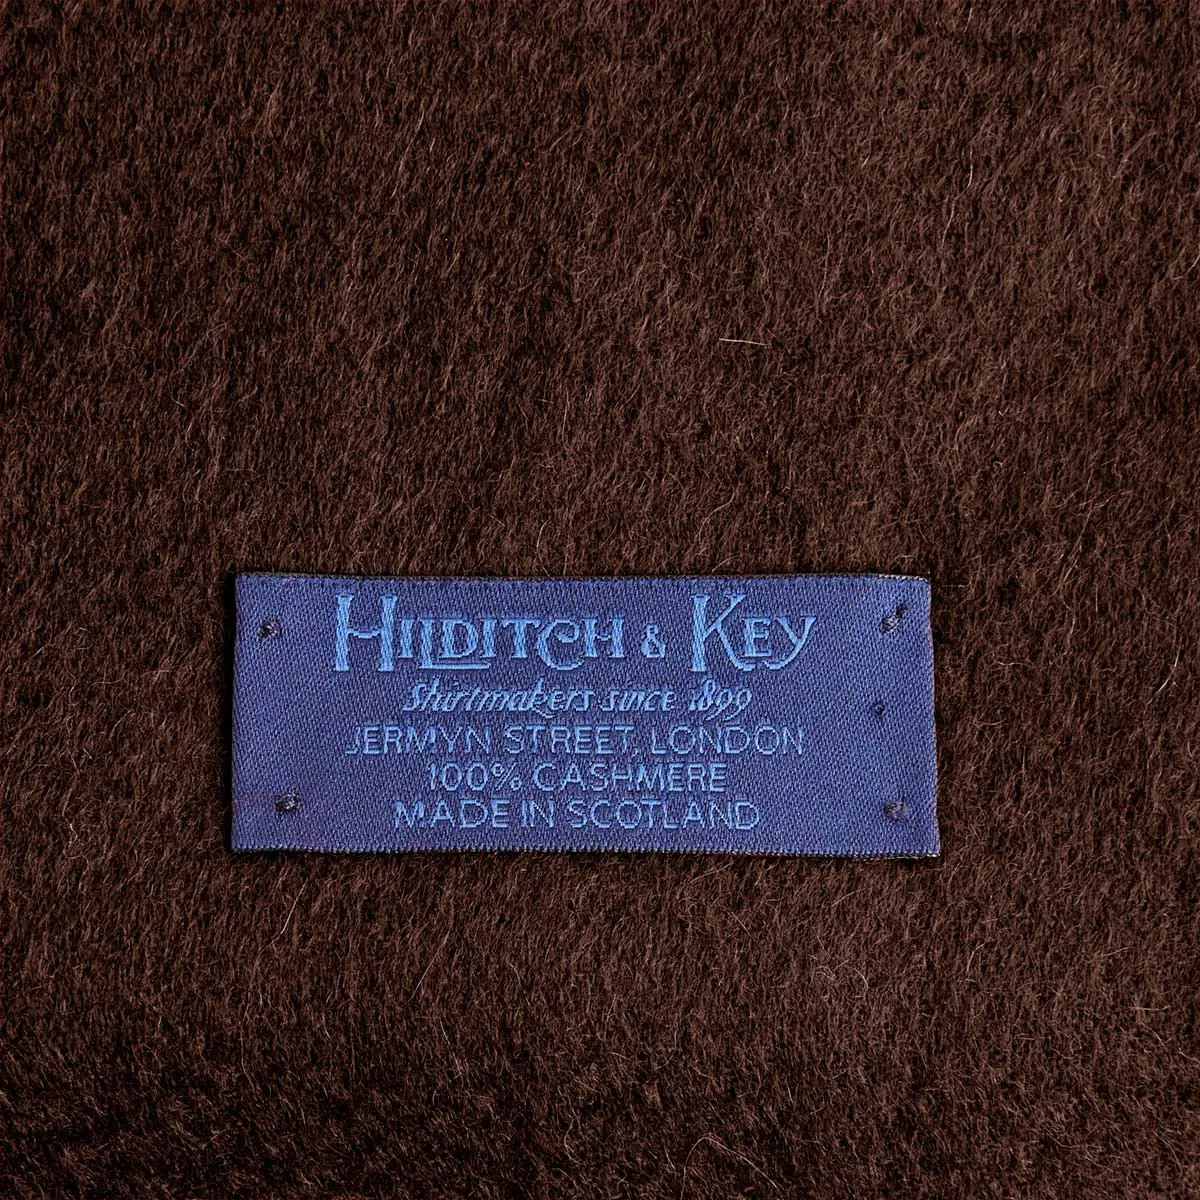 HILDITCH & KEY
Shirtmakers since 1899
JERMYN STREET, LONDON
100% CASHMERE
MADE IN SCOTLAND